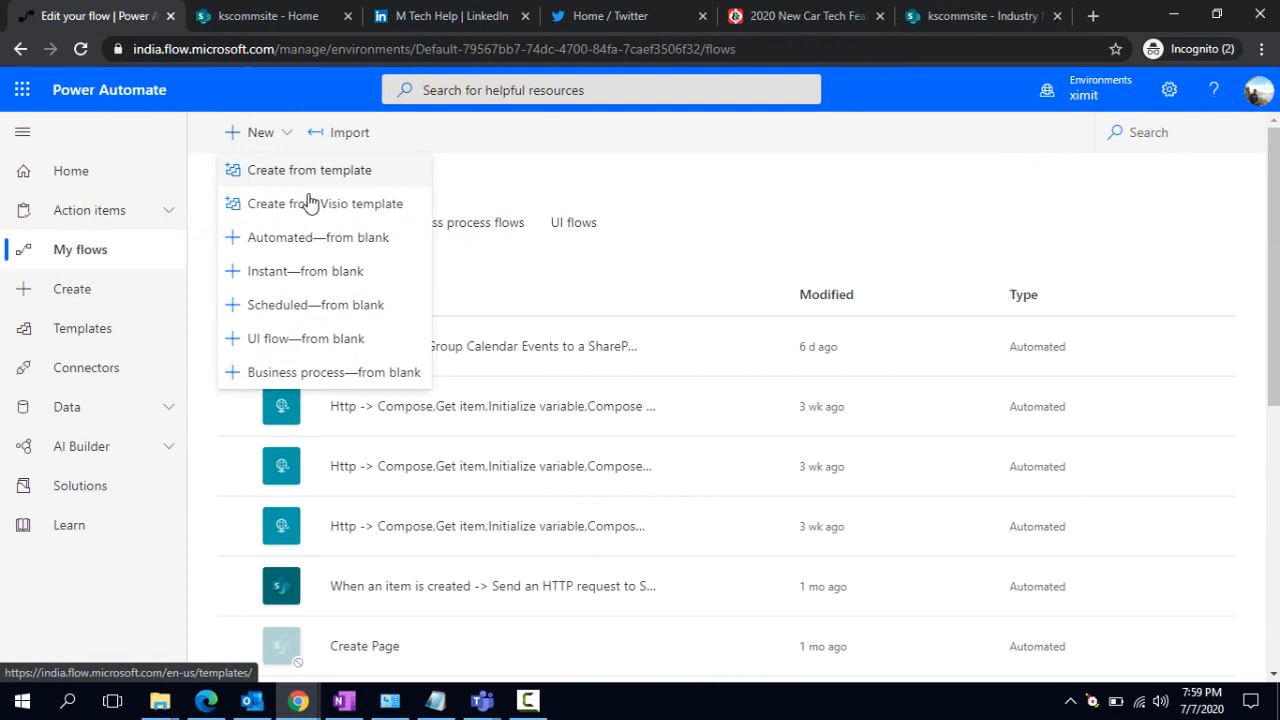 Edit your flow | Power A
kscommsite - Home
M Tech Help | LinkedIn
Home / Twitter
2020 New Car Tech Fea
kscommsite - Industry
india.flow.microsoft.com/manage/environments/Default-79567bb7-74dc-4700-84fa-7caef3506f32/flows
Incognito (2)
Power Automate
Search for helpful resources
Environments
ximit
New
Import
Search
Home
Action items
My flows
Create
Templates
Connectors
Data
AI Builder
Solutions
Learn
Create from template
Create from Visio template
Automated—from blank
Instant—from blank
Scheduled—from blank
UI flow—from blank
Business process—from blank
ss process flows
UI flows
Modified
Type
Group Calendar Events to a ShareP...
6 d ago
Automated
Http -> Compose,Get item,Initialize variable,Compose ...
3 wk ago
Automated
Http -> Compose,Get item,Initialize variable,Compose...
3 wk ago
Automated
Http -> Compose,Get item,Initialize variable,Compos...
3 wk ago
Automated
When an item is created -> Send an HTTP request to S...
1 mo ago
Automated
Create Page
1 mo ago
Automated
https://india.flow.microsoft.com/en-us/templates/
7:59 PM
7/7/2020